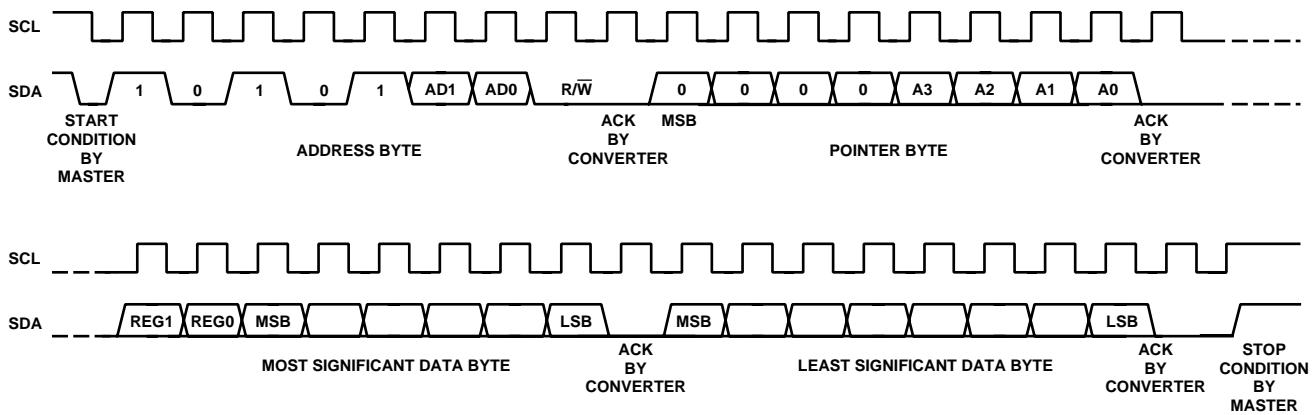 SCL
SDA 1 0 1 0 1 AD1 AD0 R/W̅ 0 0 0 0 A3 A2 A1 A0
START CONDITION BY MASTER
ADDRESS BYTE
ACK BY CONVERTER
MSB
POINTER BYTE
ACK BY CONVERTER
SCL
SDA REG1 REG0 MSB LSB MSB LSB
MOST SIGNIFICANT DATA BYTE
ACK BY CONVERTER
LEAST SIGNIFICANT DATA BYTE
ACK BY CONVERTER
STOP CONDITION BY MASTER